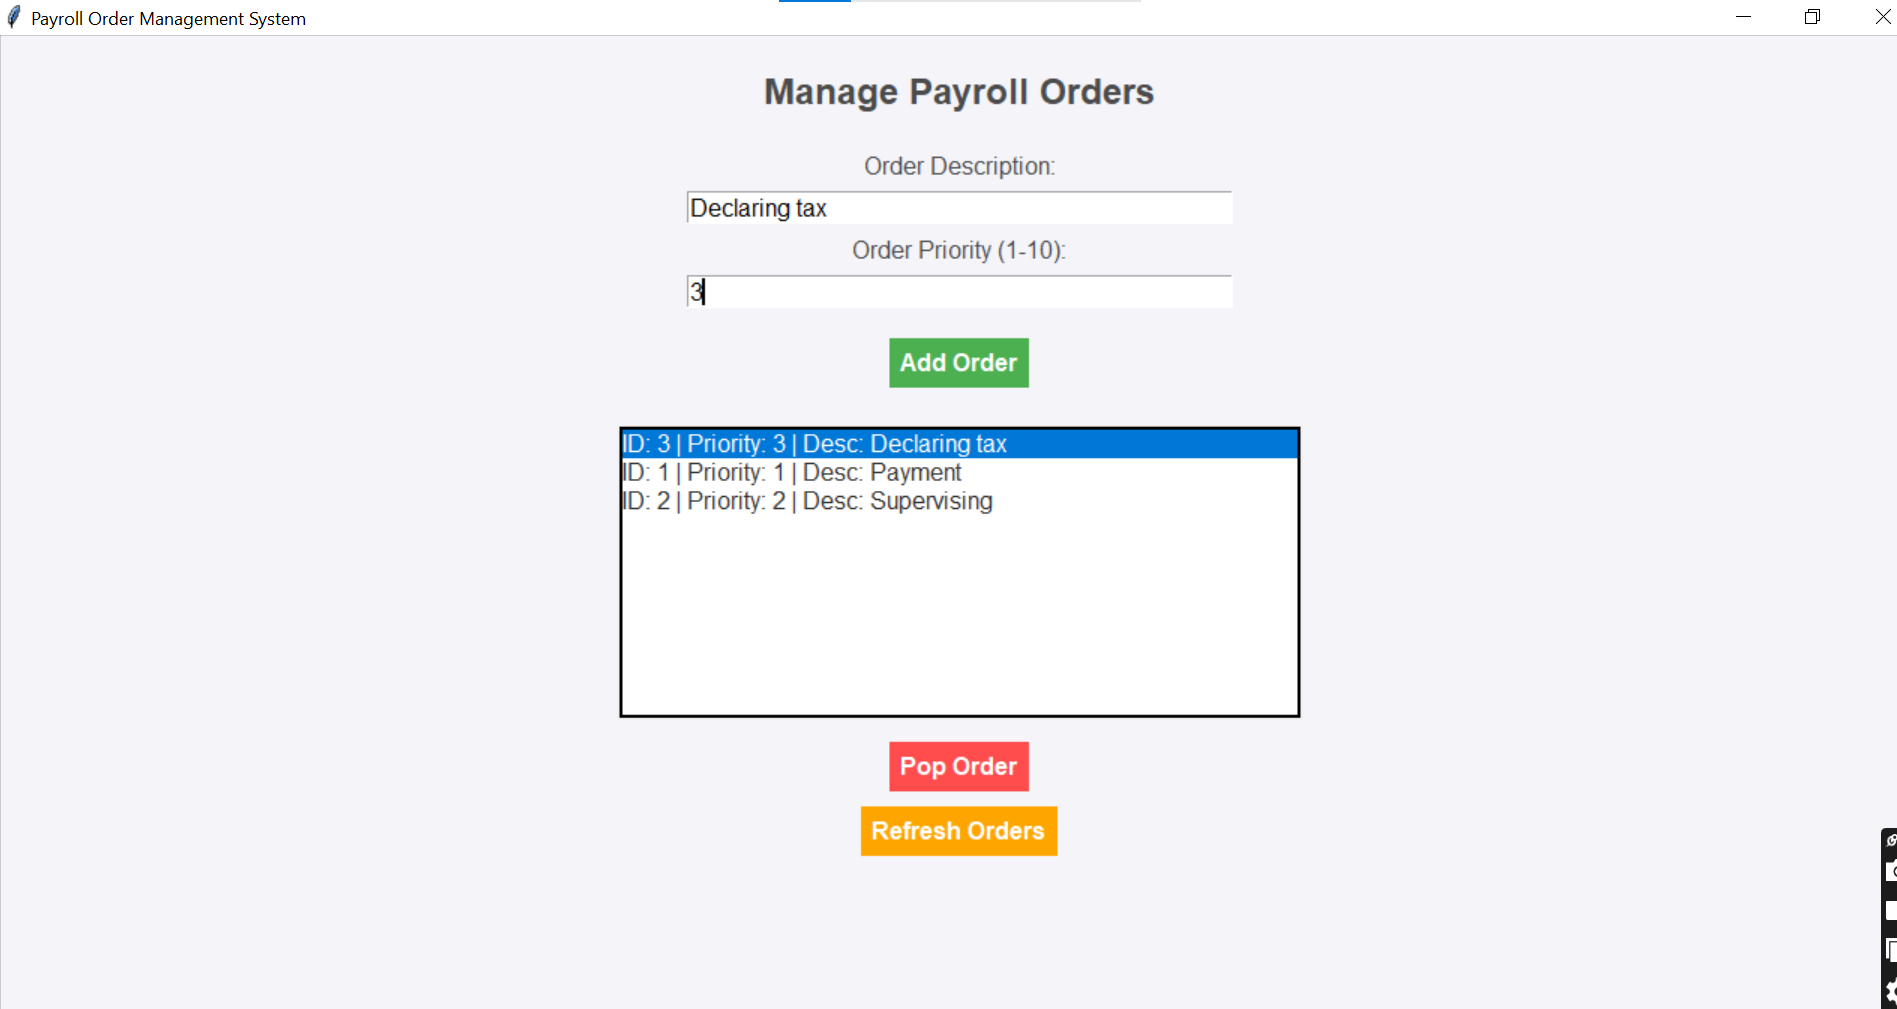 Payroll Order Management System
Manage Payroll Orders
Order Description:
Declaring tax
Order Priority (1-10):
3
Add Order
ID: 3 | Priority: 3 | Desc: Declaring tax
ID: 1 | Priority: 1 | Desc: Payment
ID: 2 | Priority: 2 | Desc: Supervising
Pop Order
Refresh Orders